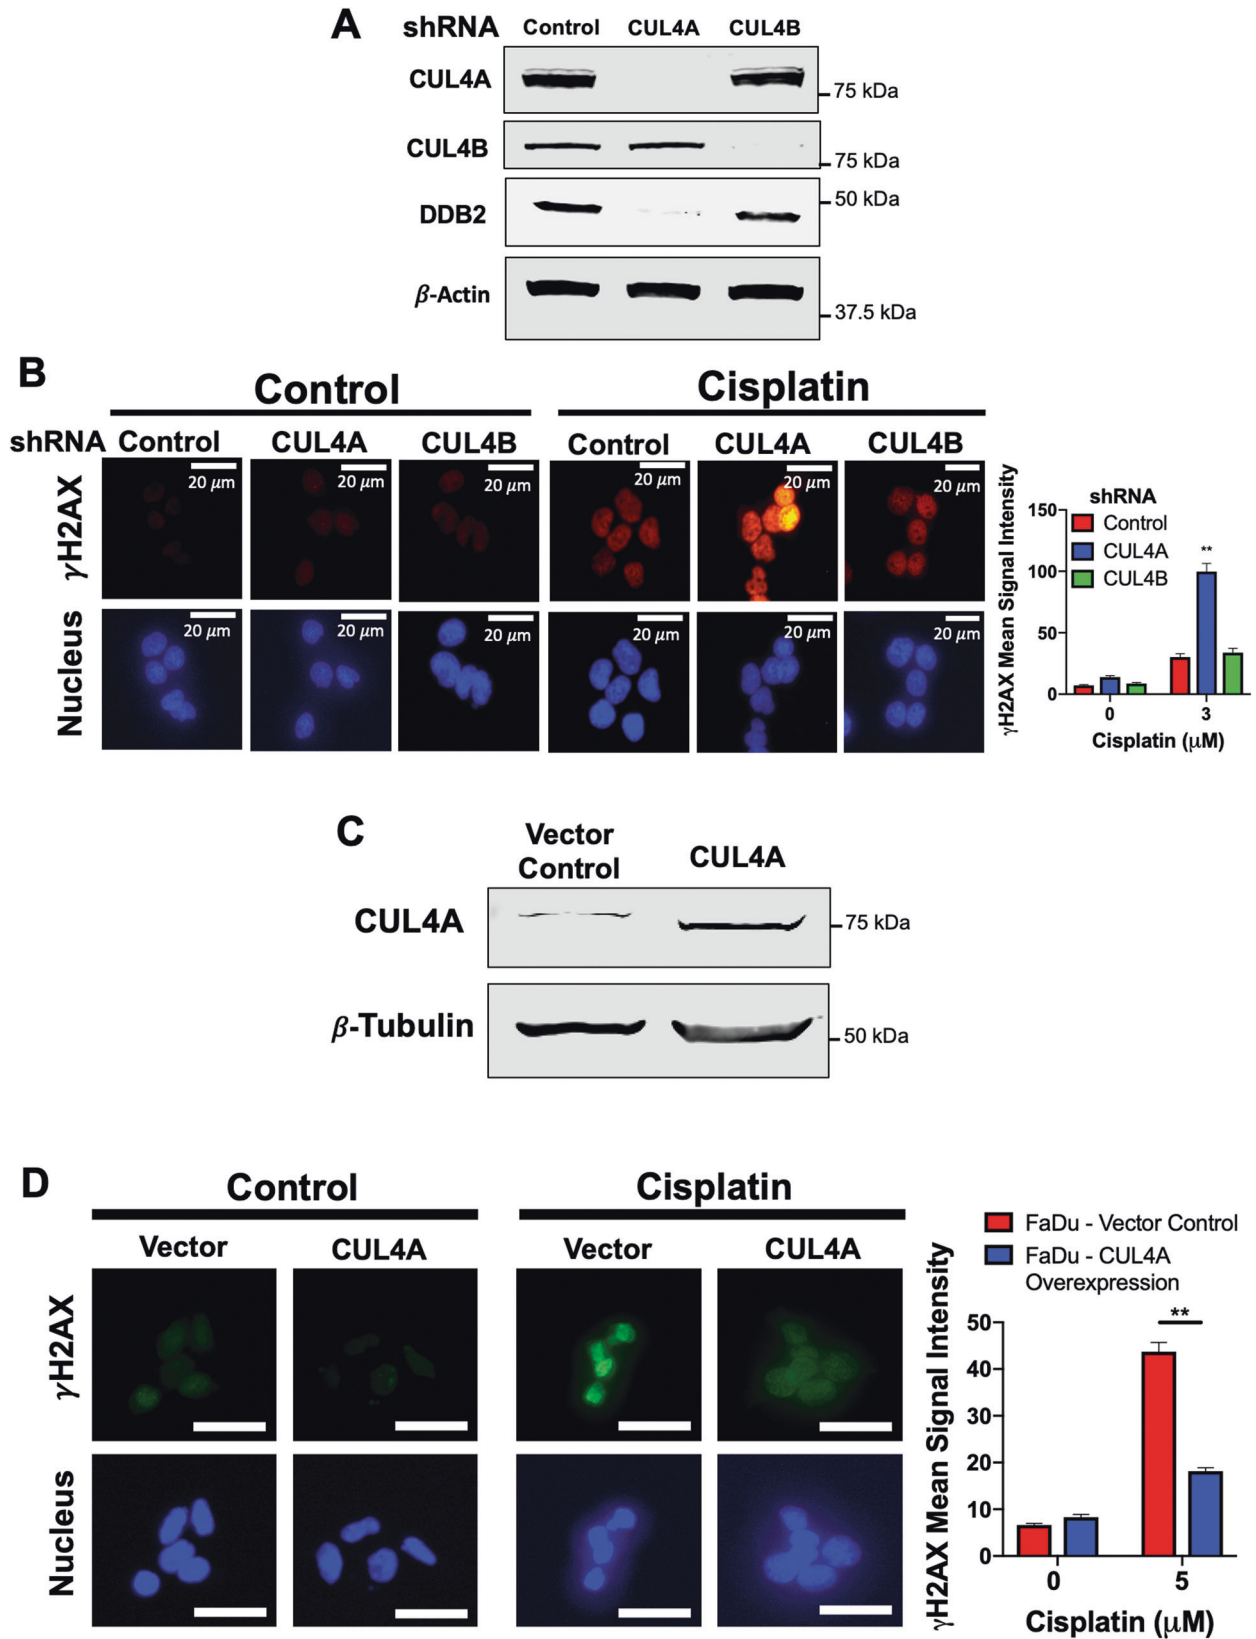 A
shRNA Control CUL4A CUL4B
CUL4A
75 kDa
CUL4B
75 kDa
DDB2
50 kDa
β-Actin
37.5 kDa
B
Control Cisplatin
shRNA Control CUL4A CUL4B Control CUL4A CUL4B
γH2AX
20 μm 20 μm 20 μm 20 μm 20 μm 20 μm
Nucleus
20 μm 20 μm 20 μm 20 μm 20 μm 20 μm
γH2AX Mean Signal Intensity
shRNA
Control
CUL4A
CUL4B
**
150
100
50
0
0 3
Cisplatin (μM)
C
Vector
Control
CUL4A
CUL4A
75 kDa
β-Tubulin
50 kDa
D
Control Cisplatin
Vector CUL4A Vector CUL4A
γH2AX
Nucleus
FaDu - Vector Control
FaDu - CUL4A
Overexpression
γH2AX Mean Signal Intensity
**
50
40
30
20
10
0
0 5
Cisplatin (μM)